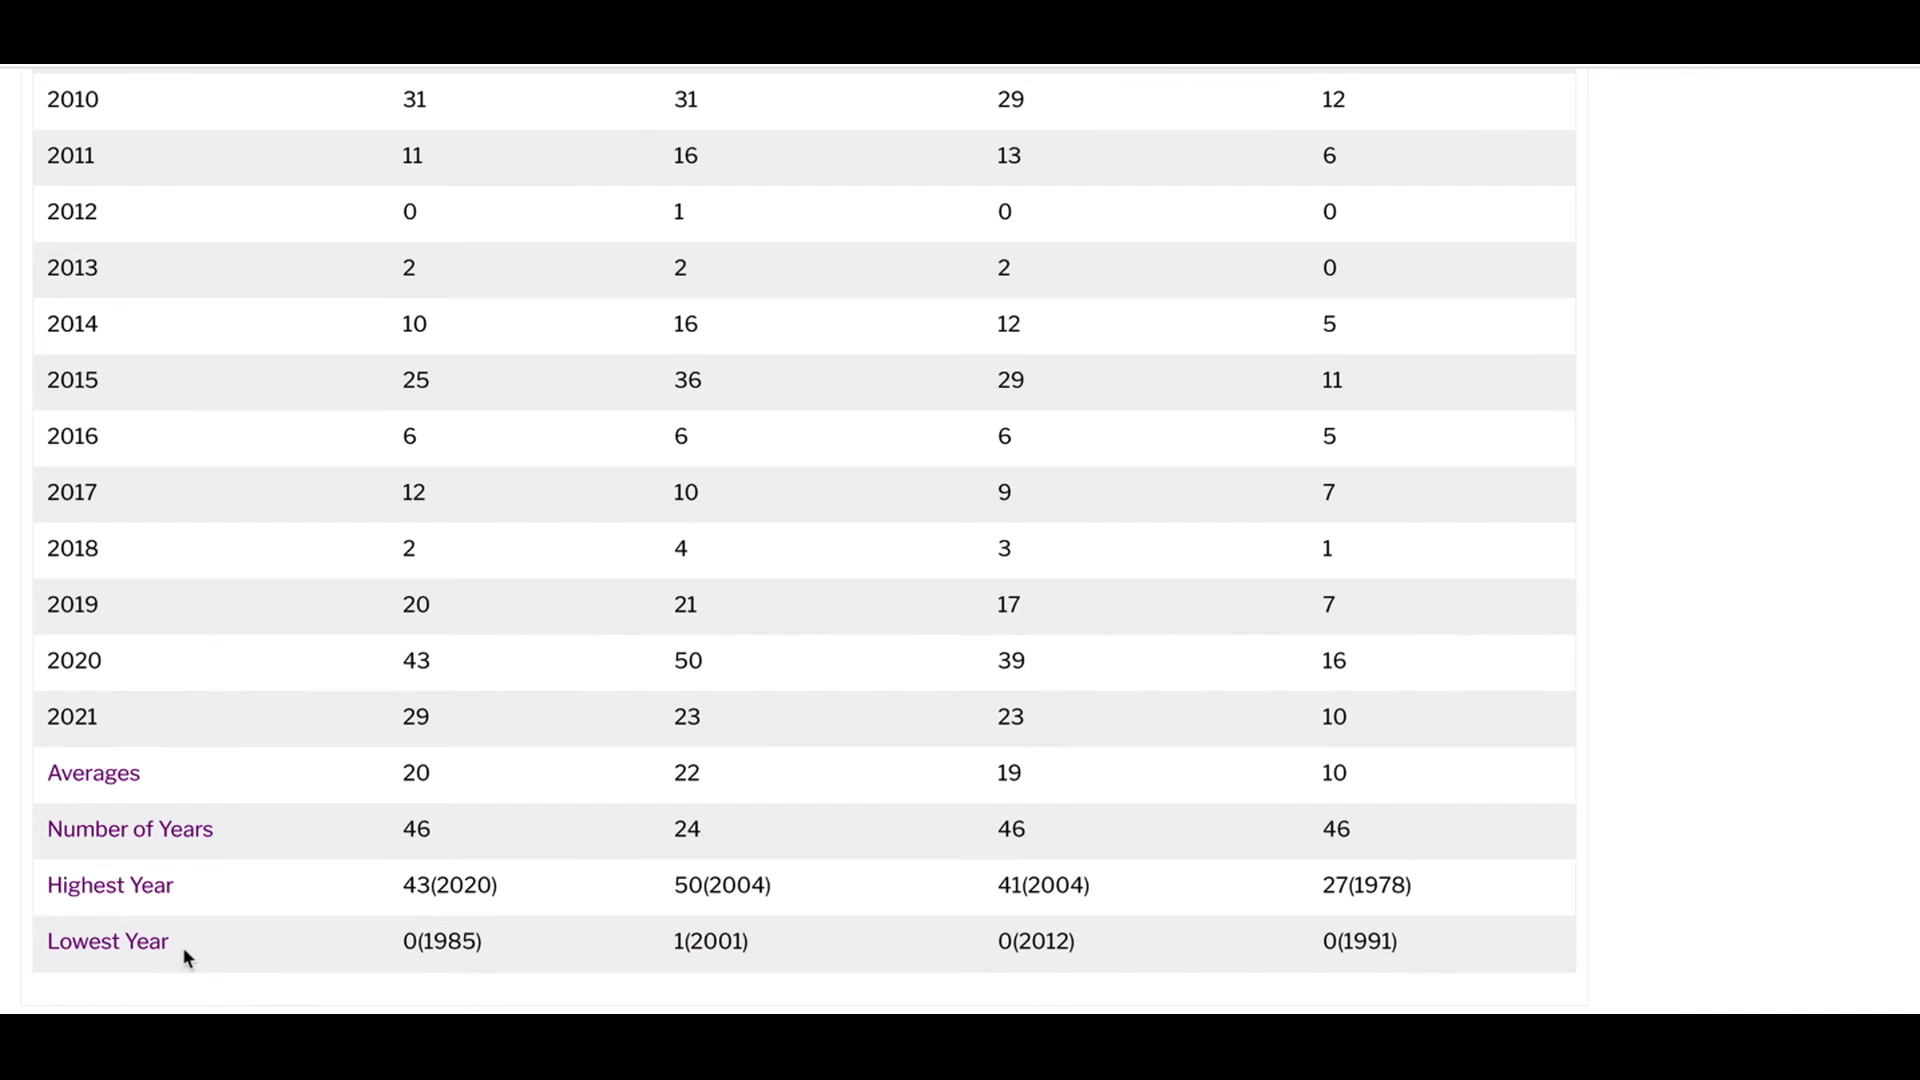 2010 31 31 29 12
2011 11 16 13 6
2012 0 1 0 0
2013 2 2 2 0
2014 10 16 12 5
2015 25 36 29 11
2016 6 6 6 5
2017 12 10 9 7
2018 2 4 3 1
2019 20 21 17 7
2020 43 50 39 16
2021 29 23 23 10
Averages 20 22 19 10
Number of Years 46 24 46 46
Highest Year 43(2020) 50(2004) 41(2004) 27(1978)
Lowest Year 0(1985) 1(2001) 0(2012) 0(1991)